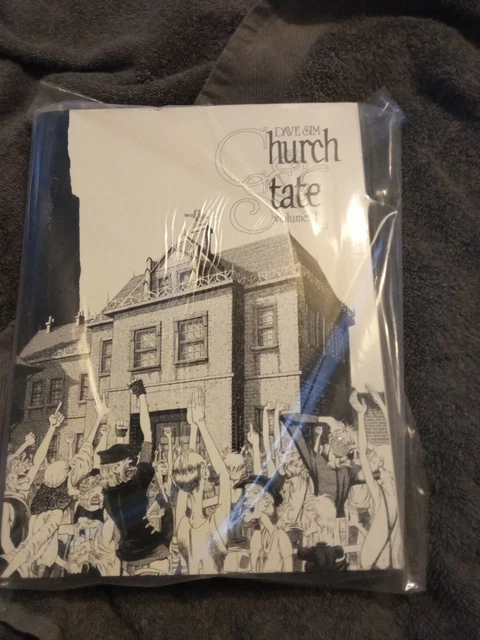 DAVE SIM
Church
&
State
Volume I